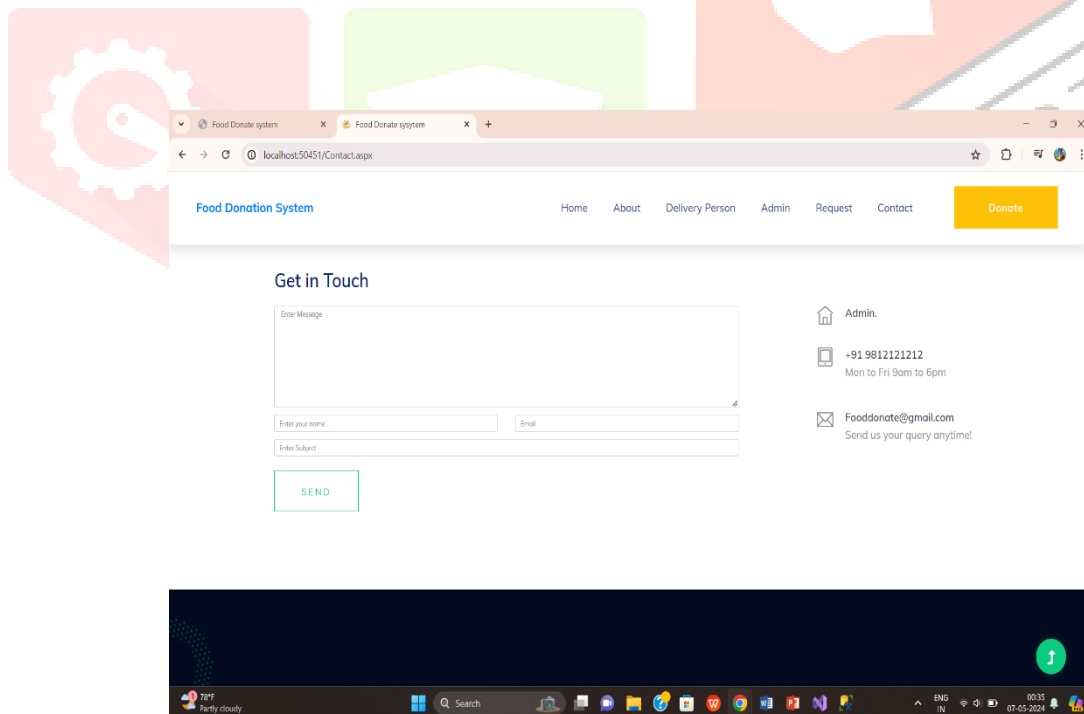 Food Donate system
Food Donate sysytem
localhost:50451/Contact.aspx
Food Donation System
Home About Delivery Person Admin Request Contact Donate
Get in Touch
Enter Message
Enter your name
Email
Enter Subject
SEND
Admin.
+91 9812121212
Mon to Fri 9am to 6pm
Fooddonate@gmail.com
Send us your query anytime!
1
78°F
Partly cloudy
Search
ENG
IN
00:35
07-05-2024